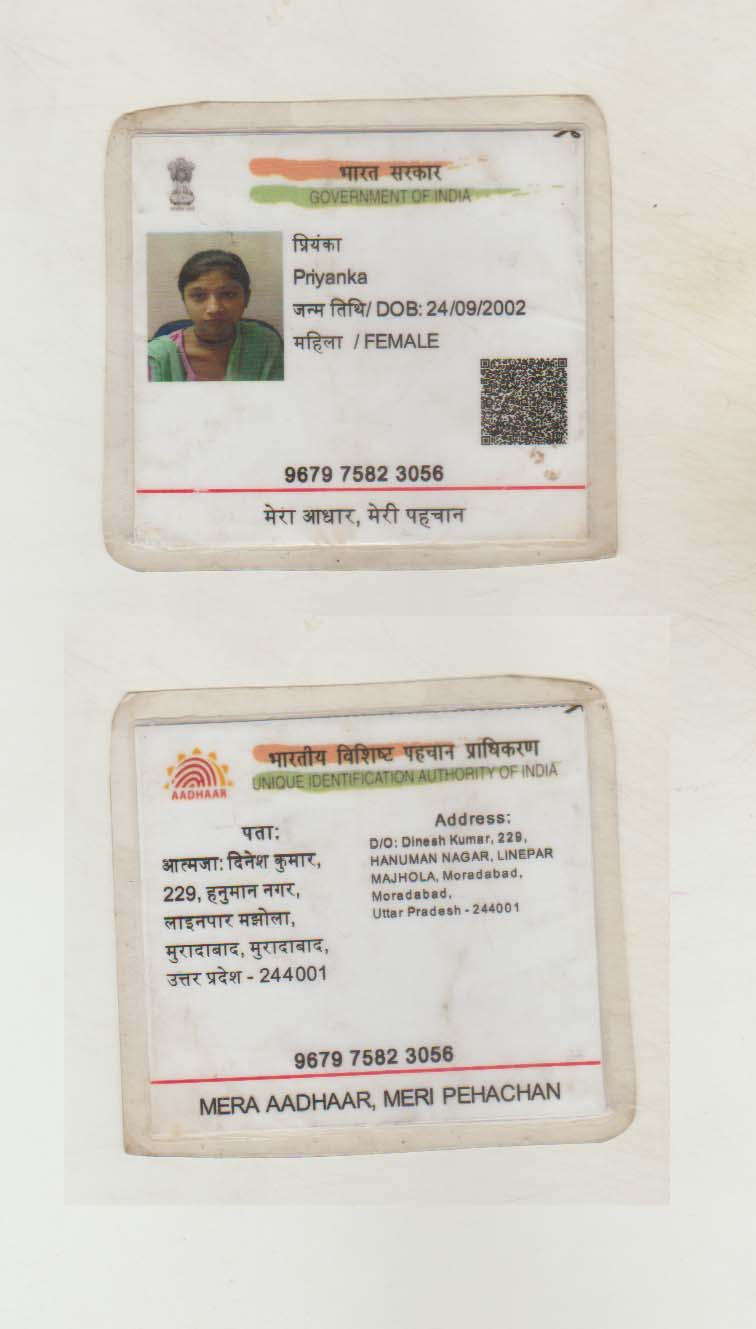 भारत सरकार
GOVERNMENT OF INDIA
प्रियंका
Priyanka
जन्म तिथि/ DOB: 24/09/2002
महिला / FEMALE
9679 7582 3056
मेरा आधार, मेरी पहचान
भारतीय विशिष्ट पहचान प्राधिकरण
UNIQUE IDENTIFICATION AUTHORITY OF INDIA
AADHAAR
पता:
आत्मजा: दिनेश कुमार,
229, हनुमान नगर,
लाइनपार मझोला,
मुरादाबाद, मुरादाबाद,
उत्तर प्रदेश - 244001
Address:
D/O: Dinesh Kumar, 229,
HANUMAN NAGAR, LINEPAR
MAJHOLA, Moradabad,
Moradabad,
Uttar Pradesh - 244001
9679 7582 3056
MERA AADHAAR, MERI PEHACHAN